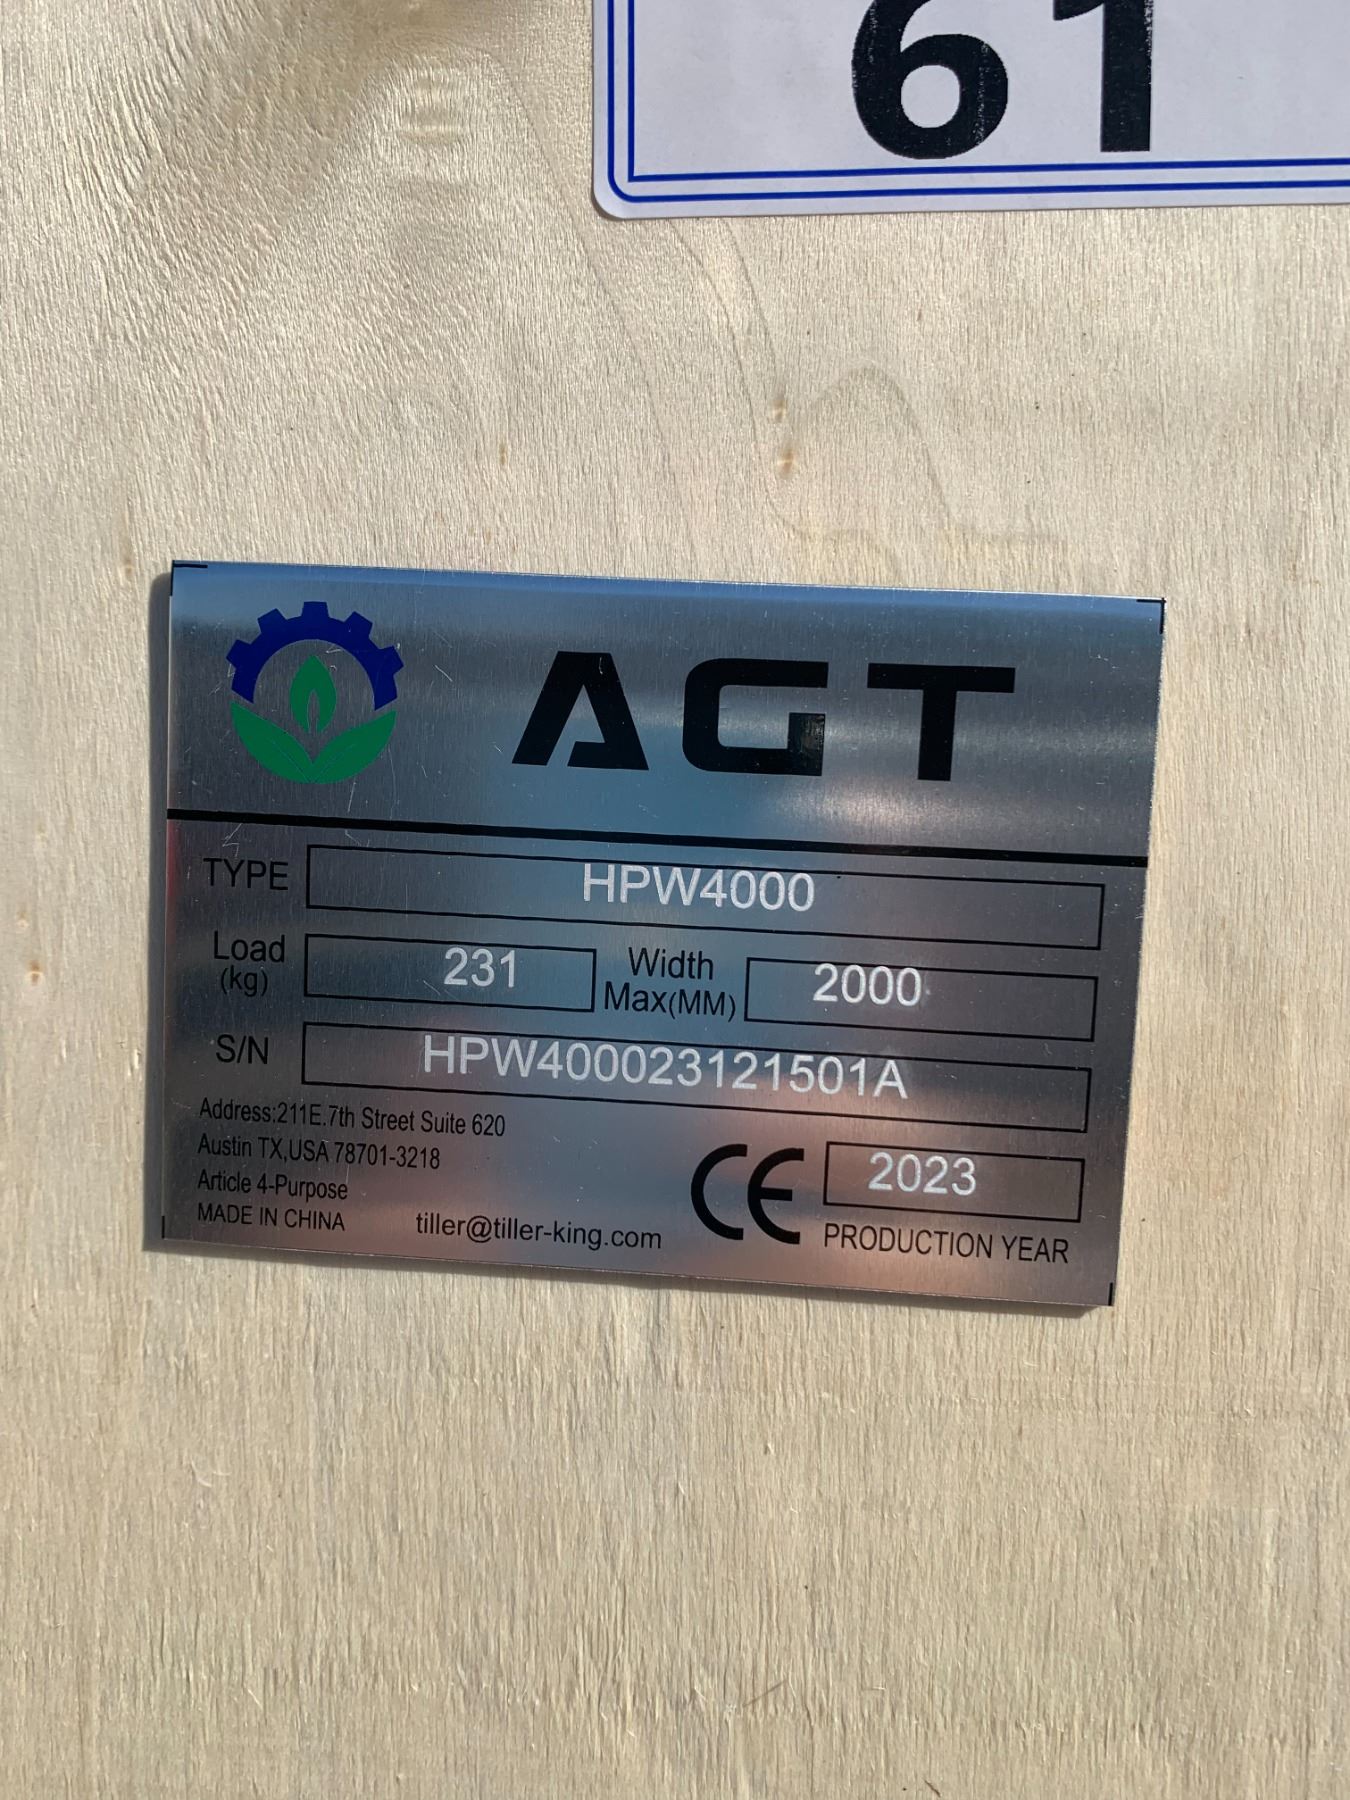 61
AGT
TYPE HPW4000
Load (kg) 231 Width Max(MM) 2000
S/N HPW400023121501A
Address:211E.7th Street Suite 620
Austin TX,USA 78701-3218
Article 4-Purpose
MADE IN CHINA
tiller@tiller-king.com
CE
2023
PRODUCTION YEAR